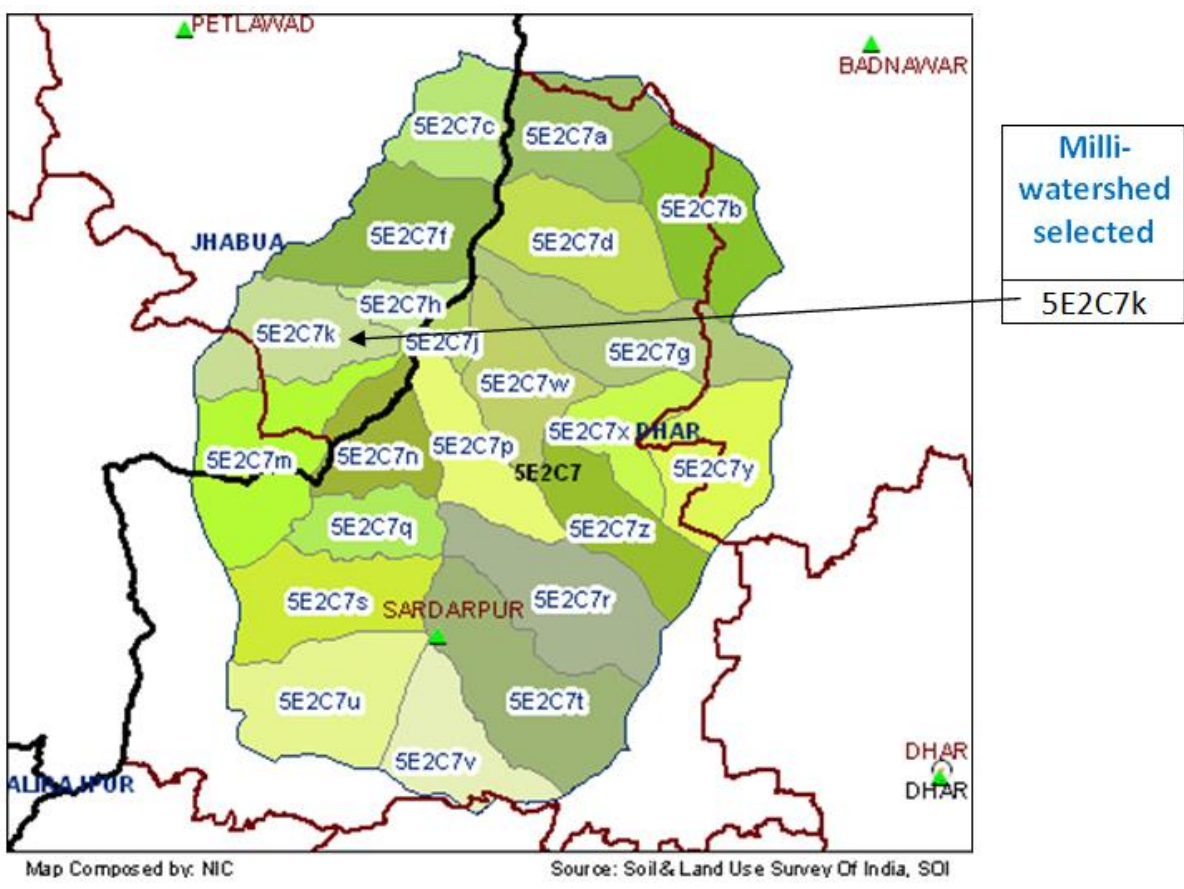 PETLAWAD
BADNAWAR
5E2C7c
5E2C7a
5E2C7b
JHABUA
5E2C7f
5E2C7d
5E2C7h
5E2C7k
5E2C7j
5E2C7g
5E2C7w
5E2C7x
DHAR
5E2C7m
5E2C7n
5E2C7p
5E2C7
5E2C7y
5E2C7q
5E2C7z
5E2C7s
5E2C7r
SARDARPUR
5E2C7u
5E2C7t
5E2C7v
ALIRAJPUR
DHAR
DHAR
Map Composed by: NIC
Source: Soil & Land Use Survey Of India, SOI
Milli-
watershed
selected
5E2C7k